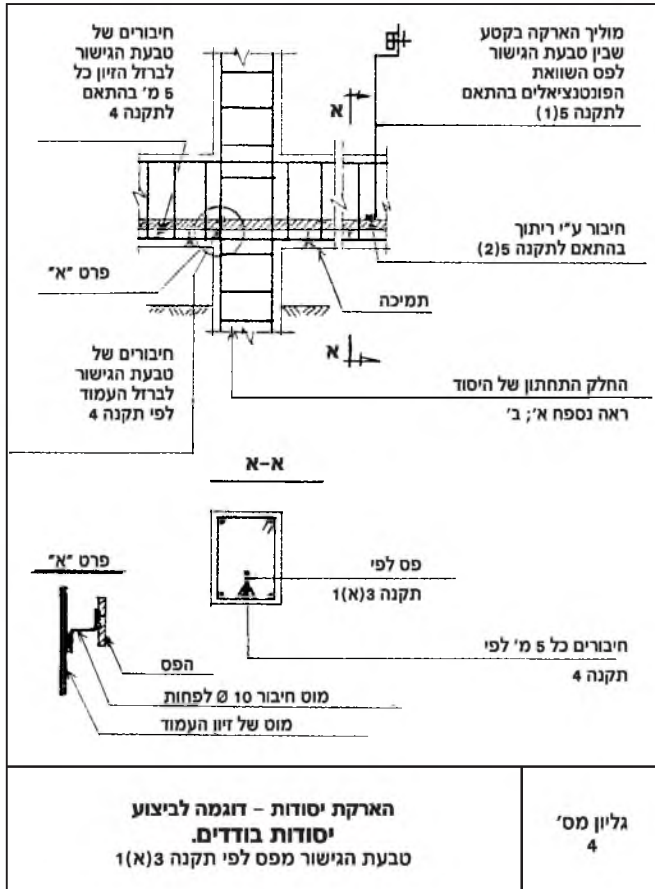 מוליך הארקה בקטע
שבין טבעת הגישור
לפס השוואת
הפונטנציאלים בהתאם
לתקנה 5(1)
חיבורים של
טבעת הגישור
לברזל הזיון כל
5 מ' בהתאם
לתקנה 4
א
חיבור ע"י ריתוך
בהתאם לתקנה 5(2)
פרט "א"
תמיכה
א
חיבורים של
טבעת הגישור
לברזל העמוד
לפי תקנה 4
החלק התחתון של היסוד
ראה נספח א'; ב'
א-א
פרט "א"
פס לפי
תקנה 3(א)1
הפס
חיבורים כל 5 מ' לפי
תקנה 4
מוט חיבור Ø 10 לפחות
מוט של זיון העמוד
הארקת יסודות – דוגמה לביצוע
יסודות בודדים.
טבעת הגישור מפס לפי תקנה 3(א)1
גליון מס'
4